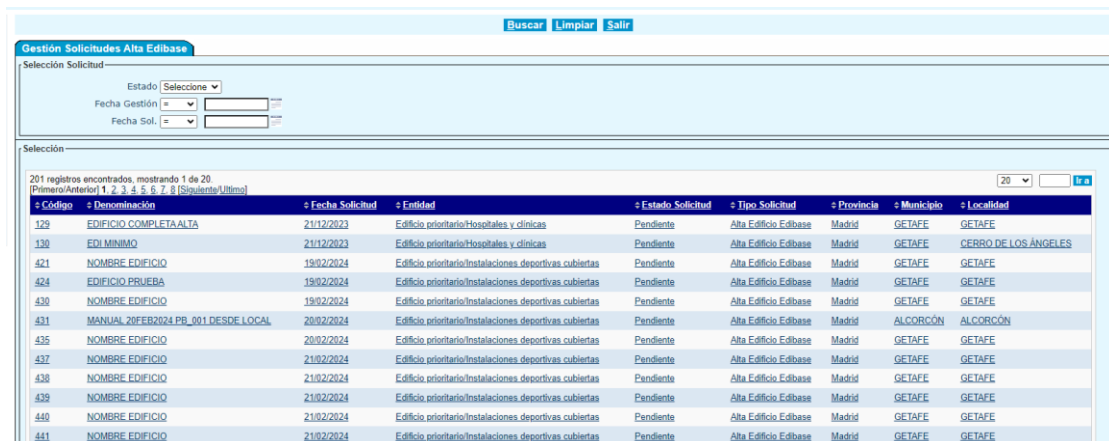 Buscar Limpiar Salir
Gestión Solicitudes Alta Edibase
Selección Solicitud
Estado Seleccione
Fecha Gestión =
Fecha Sol. =
Selección
201 registros encontrados, mostrando 1 de 20.
[Primero/Anterior] 1, 2, 3, 4, 5, 6, 7, 8 [Siguiente/Ultimo]
20 Ir a
Código Denominación Fecha Solicitud Entidad Estado Solicitud Tipo Solicitud Provincia Municipio Localidad
129 EDIFICIO COMPLETA ALTA 21/12/2023 Edificio prioritario/Hospitales y clínicas Pendiente Alta Edificio Edibase Madrid GETAFE GETAFE
130 EDI MINIMO 21/12/2023 Edificio prioritario/Hospitales y clínicas Pendiente Alta Edificio Edibase Madrid GETAFE CERRO DE LOS ÁNGELES
421 NOMBRE EDIFICIO 19/02/2024 Edificio prioritario/Instalaciones deportivas cubiertas Pendiente Alta Edificio Edibase Madrid GETAFE GETAFE
424 EDIFICIO PRUEBA 19/02/2024 Edificio prioritario/Instalaciones deportivas cubiertas Pendiente Alta Edificio Edibase Madrid GETAFE GETAFE
430 NOMBRE EDIFICIO 19/02/2024 Edificio prioritario/Instalaciones deportivas cubiertas Pendiente Alta Edificio Edibase Madrid GETAFE GETAFE
431 MANUAL 20FEB2024 PB_001 DESDE LOCAL 20/02/2024 Edificio prioritario/Instalaciones deportivas cubiertas Pendiente Alta Edificio Edibase Madrid ALCORCÓN ALCORCÓN
435 NOMBRE EDIFICIO 20/02/2024 Edificio prioritario/Instalaciones deportivas cubiertas Pendiente Alta Edificio Edibase Madrid GETAFE GETAFE
437 NOMBRE EDIFICIO 21/02/2024 Edificio prioritario/Instalaciones deportivas cubiertas Pendiente Alta Edificio Edibase Madrid GETAFE GETAFE
438 NOMBRE EDIFICIO 21/02/2024 Edificio prioritario/Instalaciones deportivas cubiertas Pendiente Alta Edificio Edibase Madrid GETAFE GETAFE
439 NOMBRE EDIFICIO 21/02/2024 Edificio prioritario/Instalaciones deportivas cubiertas Pendiente Alta Edificio Edibase Madrid GETAFE GETAFE
440 NOMBRE EDIFICIO 21/02/2024 Edificio prioritario/Instalaciones deportivas cubiertas Pendiente Alta Edificio Edibase Madrid GETAFE GETAFE
441 NOMBRE EDIFICIO 21/02/2024 Edificio prioritario/Instalaciones deportivas cubiertas Pendiente Alta Edificio Edibase Madrid GETAFE GETAFE